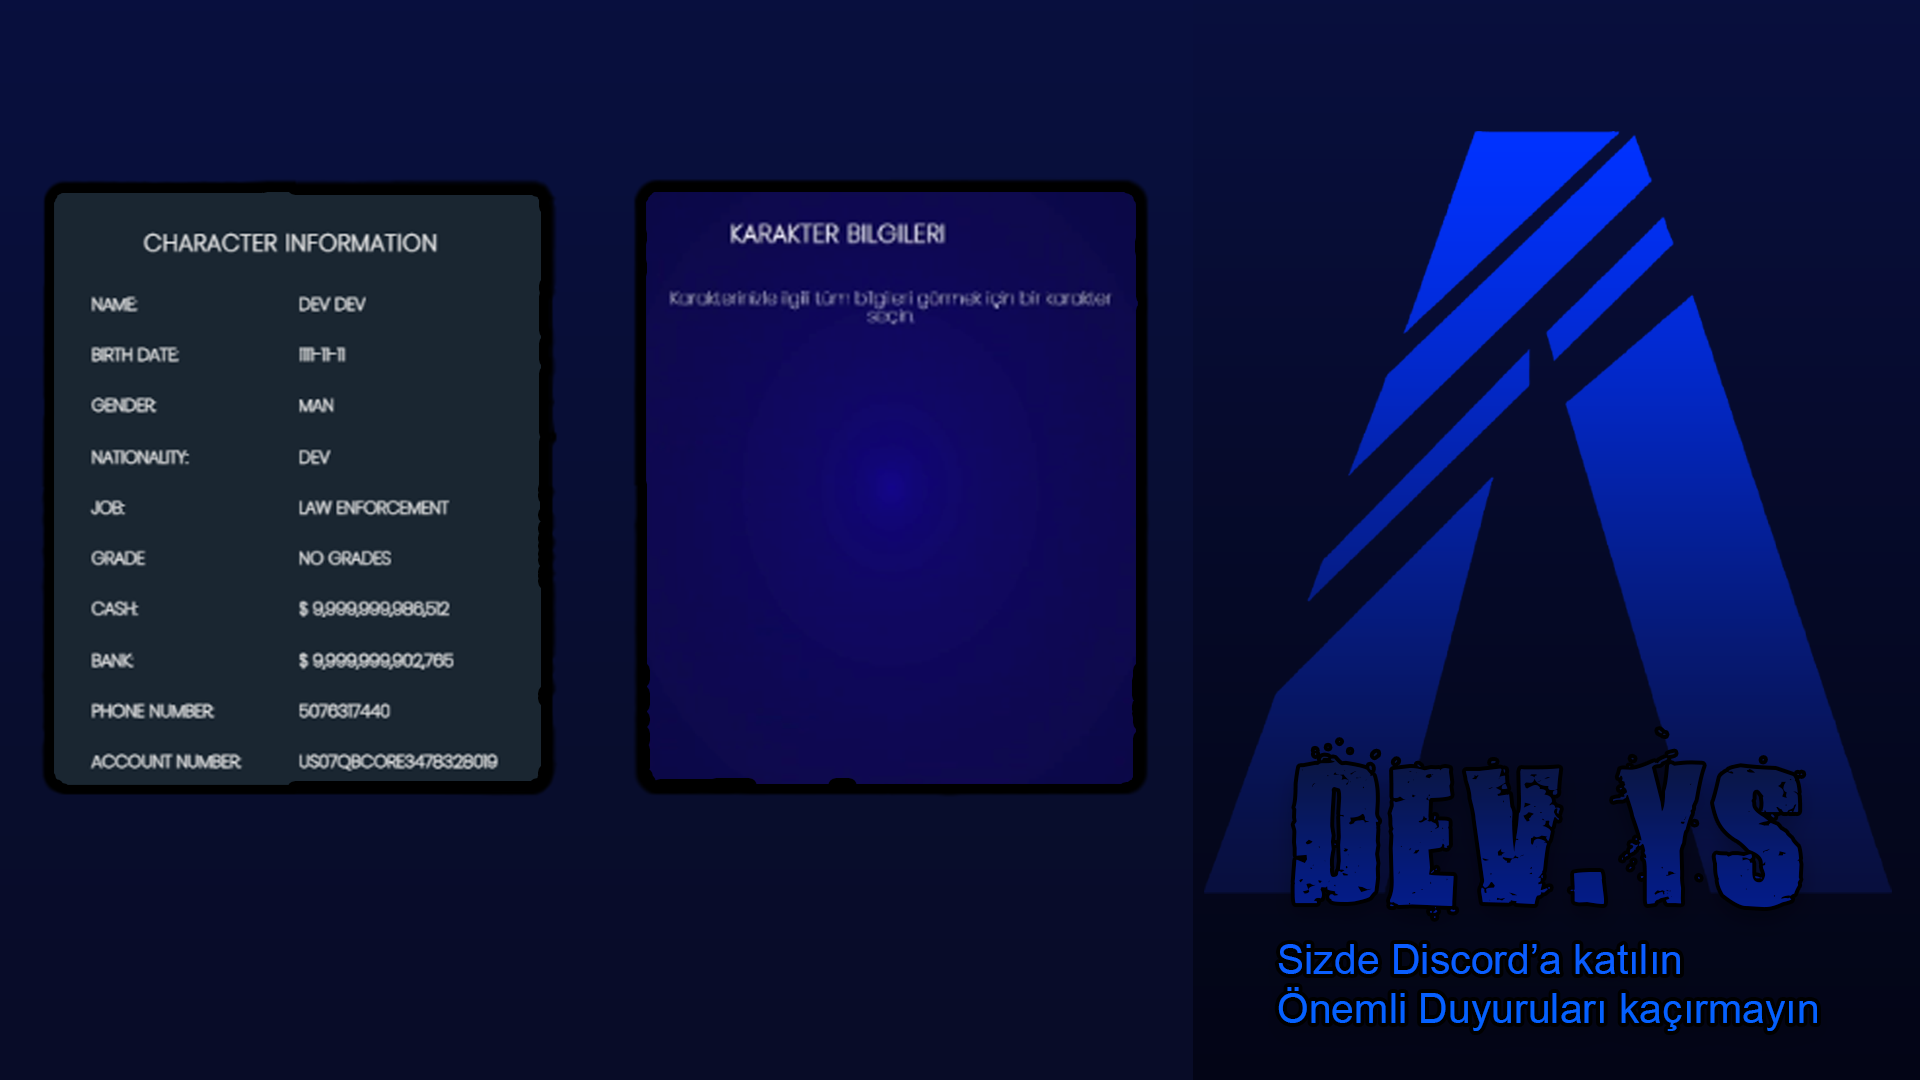 CHARACTER INFORMATION
NAME: DEV DEV
BIRTH DATE: 1111-11-11
GENDER: MAN
NATIONALITY: DEV
JOB: LAW ENFORCEMENT
GRADE NO GRADES
CASH: $ 9,999,999,986,512
BANK: $ 9,999,999,902,765
PHONE NUMBER: 5076317440
ACCOUNT NUMBER: US07QBCORE3478328019
KARAKTER BILGILERI
Karakterinizle ilgili tüm bilgileri görmek için bir karakter
seçin.
DEV.YS
Sizde Discord’a katılın
Önemli Duyuruları kaçırmayın